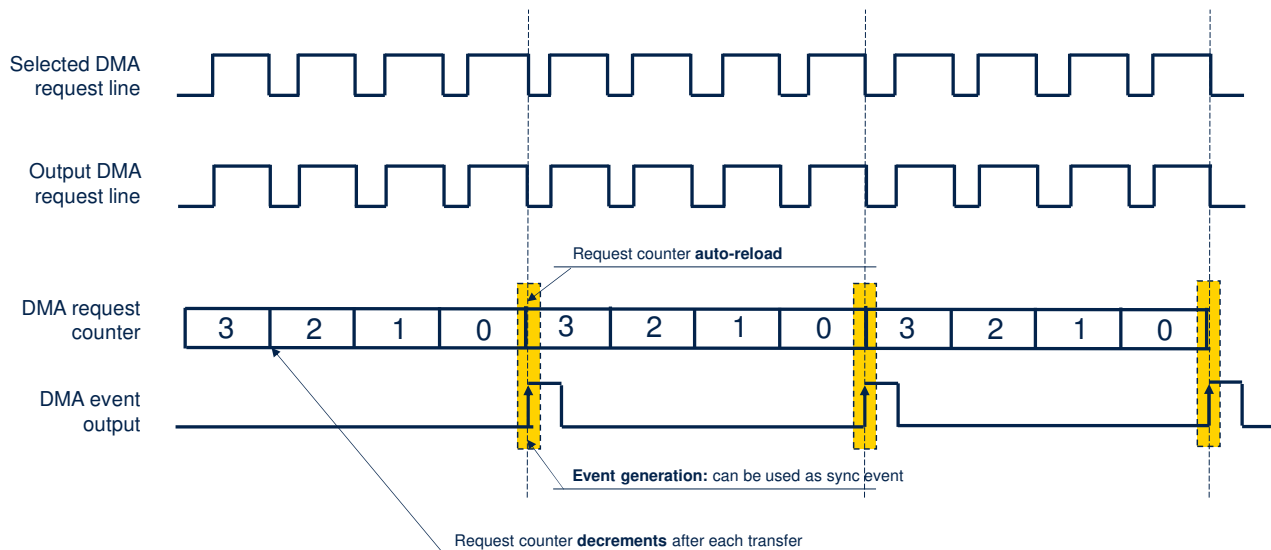 Selected DMA
request line
Output DMA
request line
Request counter auto-reload
DMA request
counter
3 2 1 0 3 2 1 0 3 2 1 0
DMA event
output
Event generation: can be used as sync event
Request counter decrements after each transfer